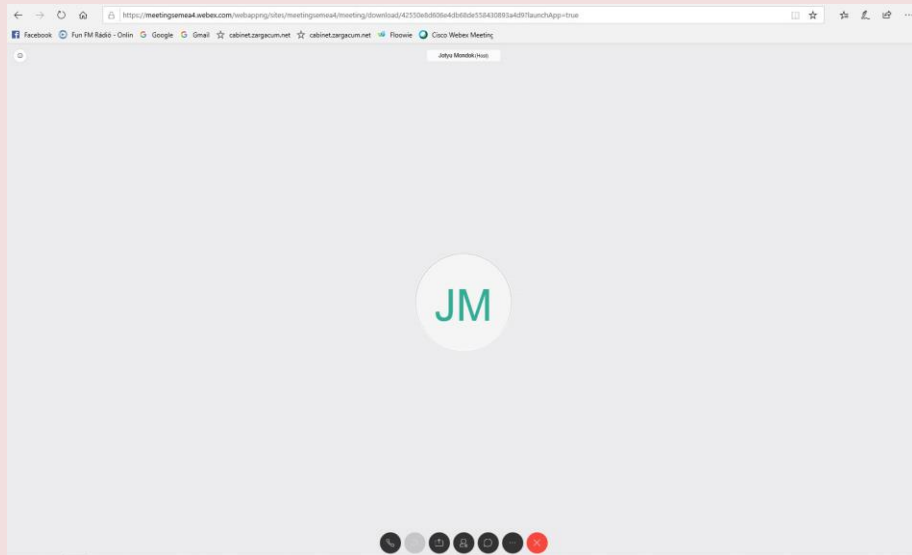 https://meetingsemea4.webex.com/webappng/sites/meetingsemea4/meeting/download/42550e6d606e4db68de558430893a4d9?launchApp=true
Facebook Fun FM Rádió - Onlin Google Gmail cabinet.zargacum.net cabinet.zargacum.net Floowie Cisco Webex Meeting
(Host)
JM